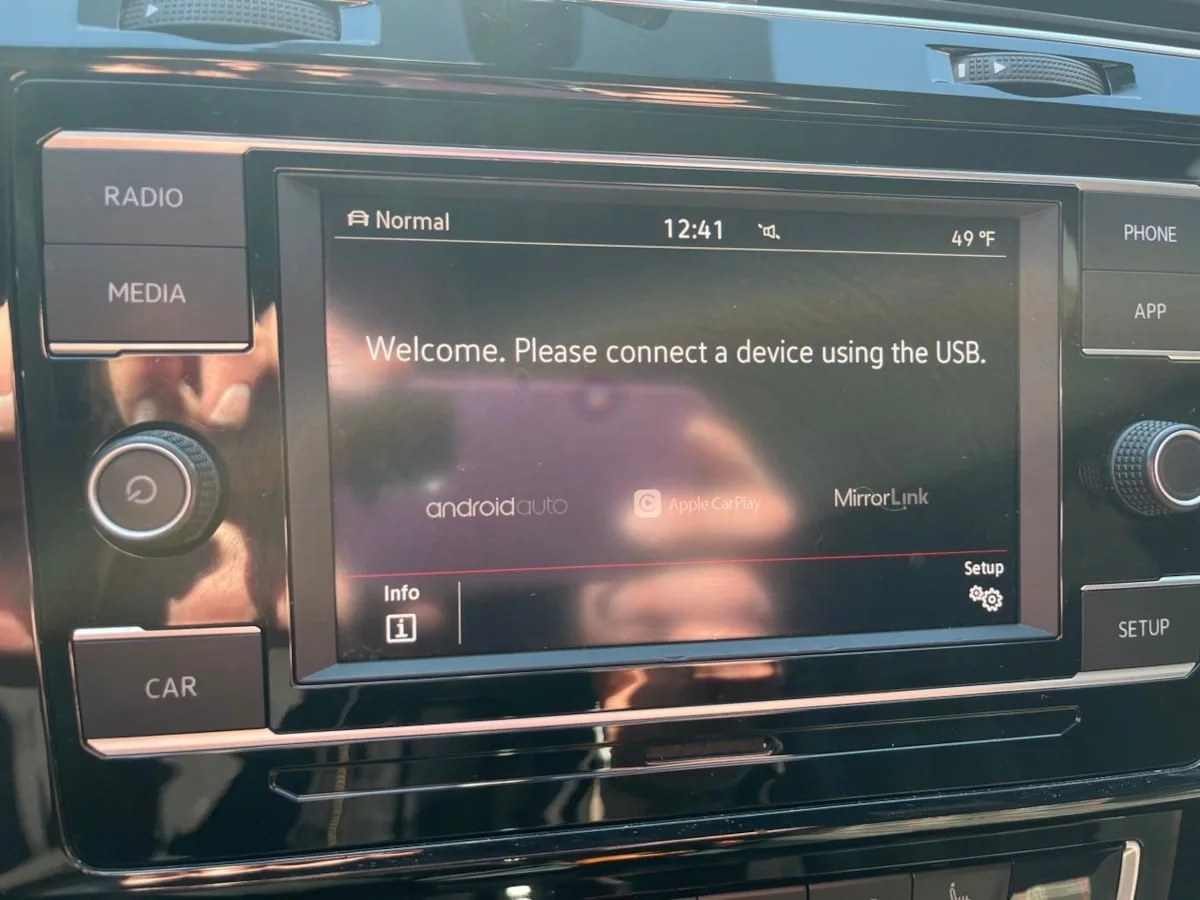 RADIO
MEDIA
Normal
12:41
49 °F
PHONE
APP
Welcome. Please connect a device using the USB.
androidauto
Apple CarPlay
MirrorLink
Info
Setup
CAR
SETUP